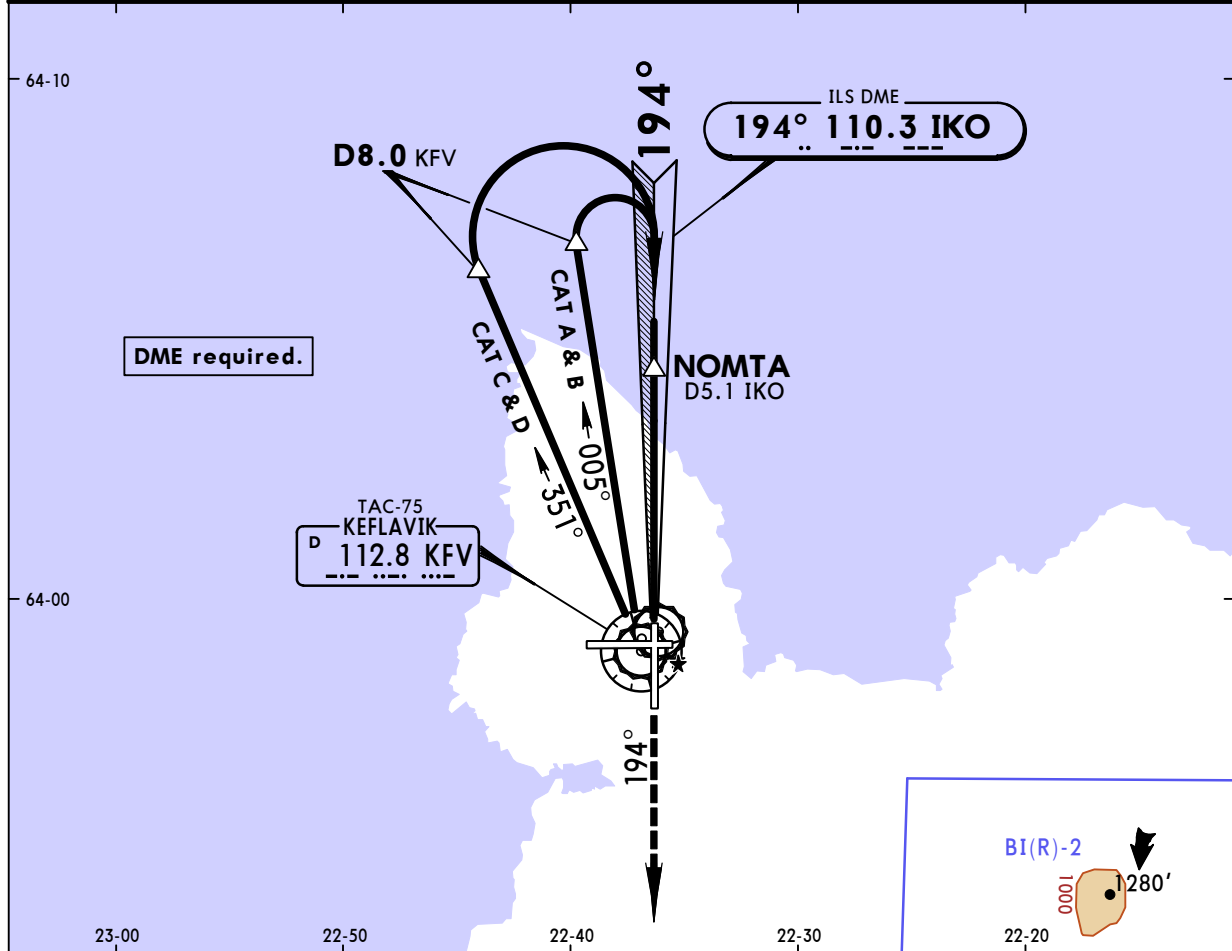 64-10
194°
ILS DME
194° 110.3 IKO
D8.0 KFV
CAT A & B
005°
CAT C & D
351°
DME required.
NOMTA
D5.1 IKO
TAC-75
KEFLAVIK
D 112.8 KFV
64-00
194°
BI(R)-2
1000
1280'
23-00
22-50
22-40
22-30
22-20